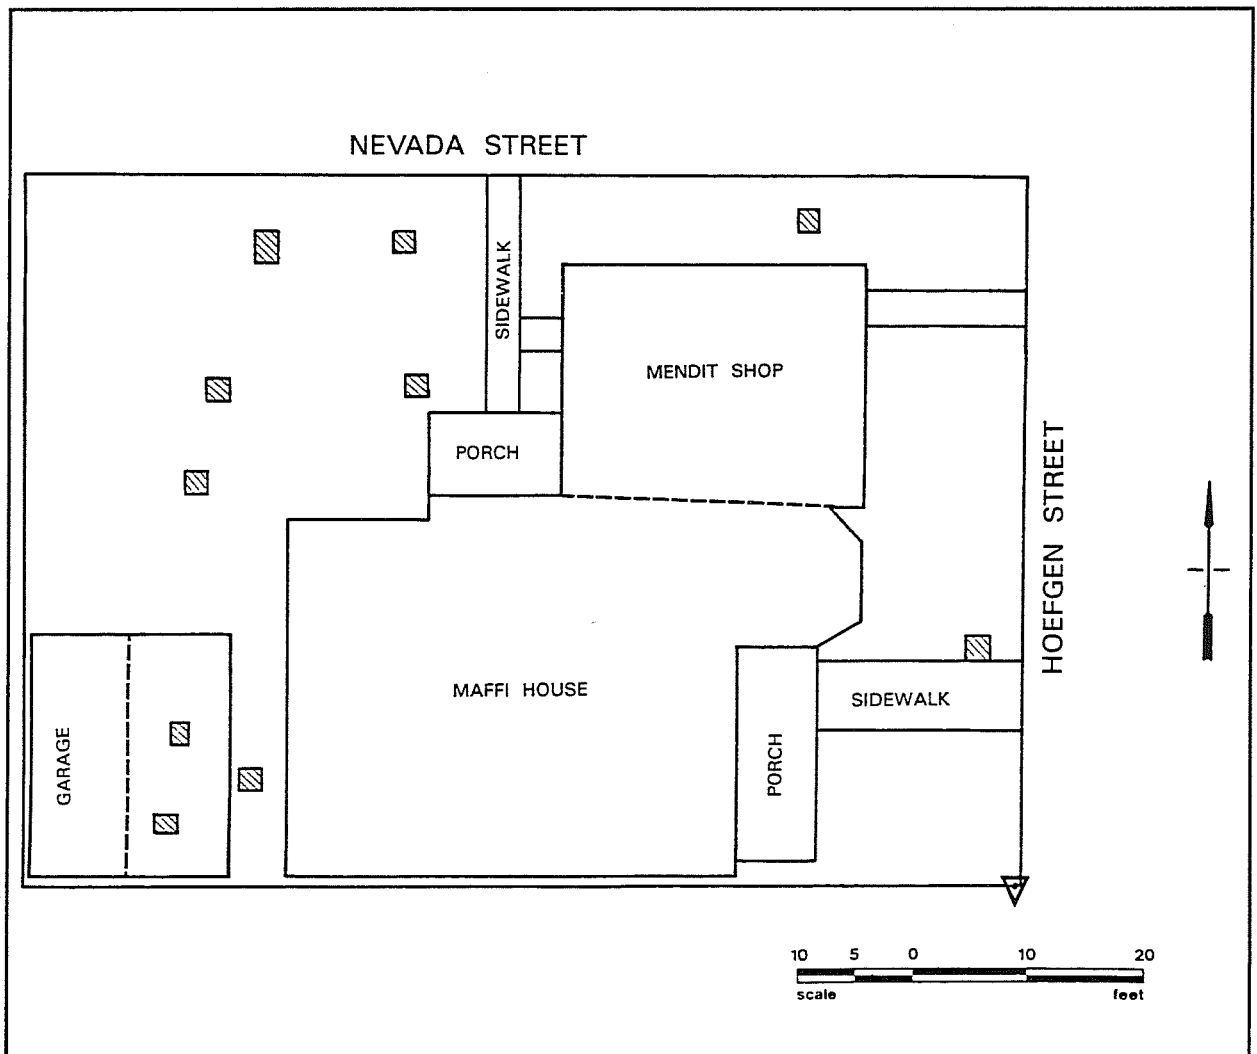 NEVADA STREET
SIDEWALK
MENDIT SHOP
PORCH
HOEFGEN STREET
MAFFI HOUSE
SIDEWALK
GARAGE
PORCH
10 5 0 10 20
scale feet